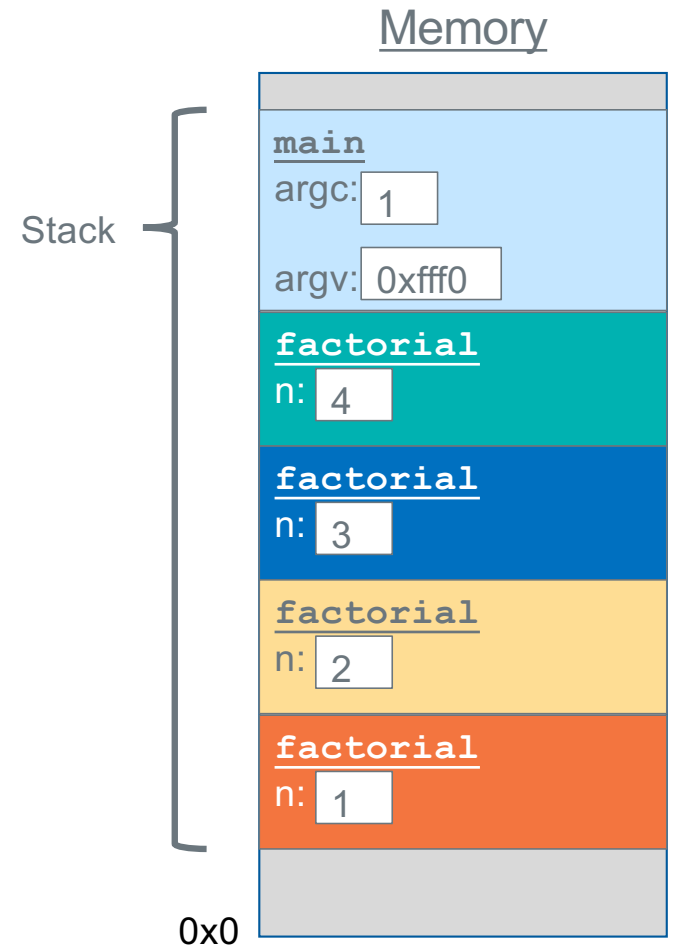 Memory
Stack
main
argc: 1
argv: 0xfff0
factorial
n: 4
factorial
n: 3
factorial
n: 2
factorial
n: 1
0x0